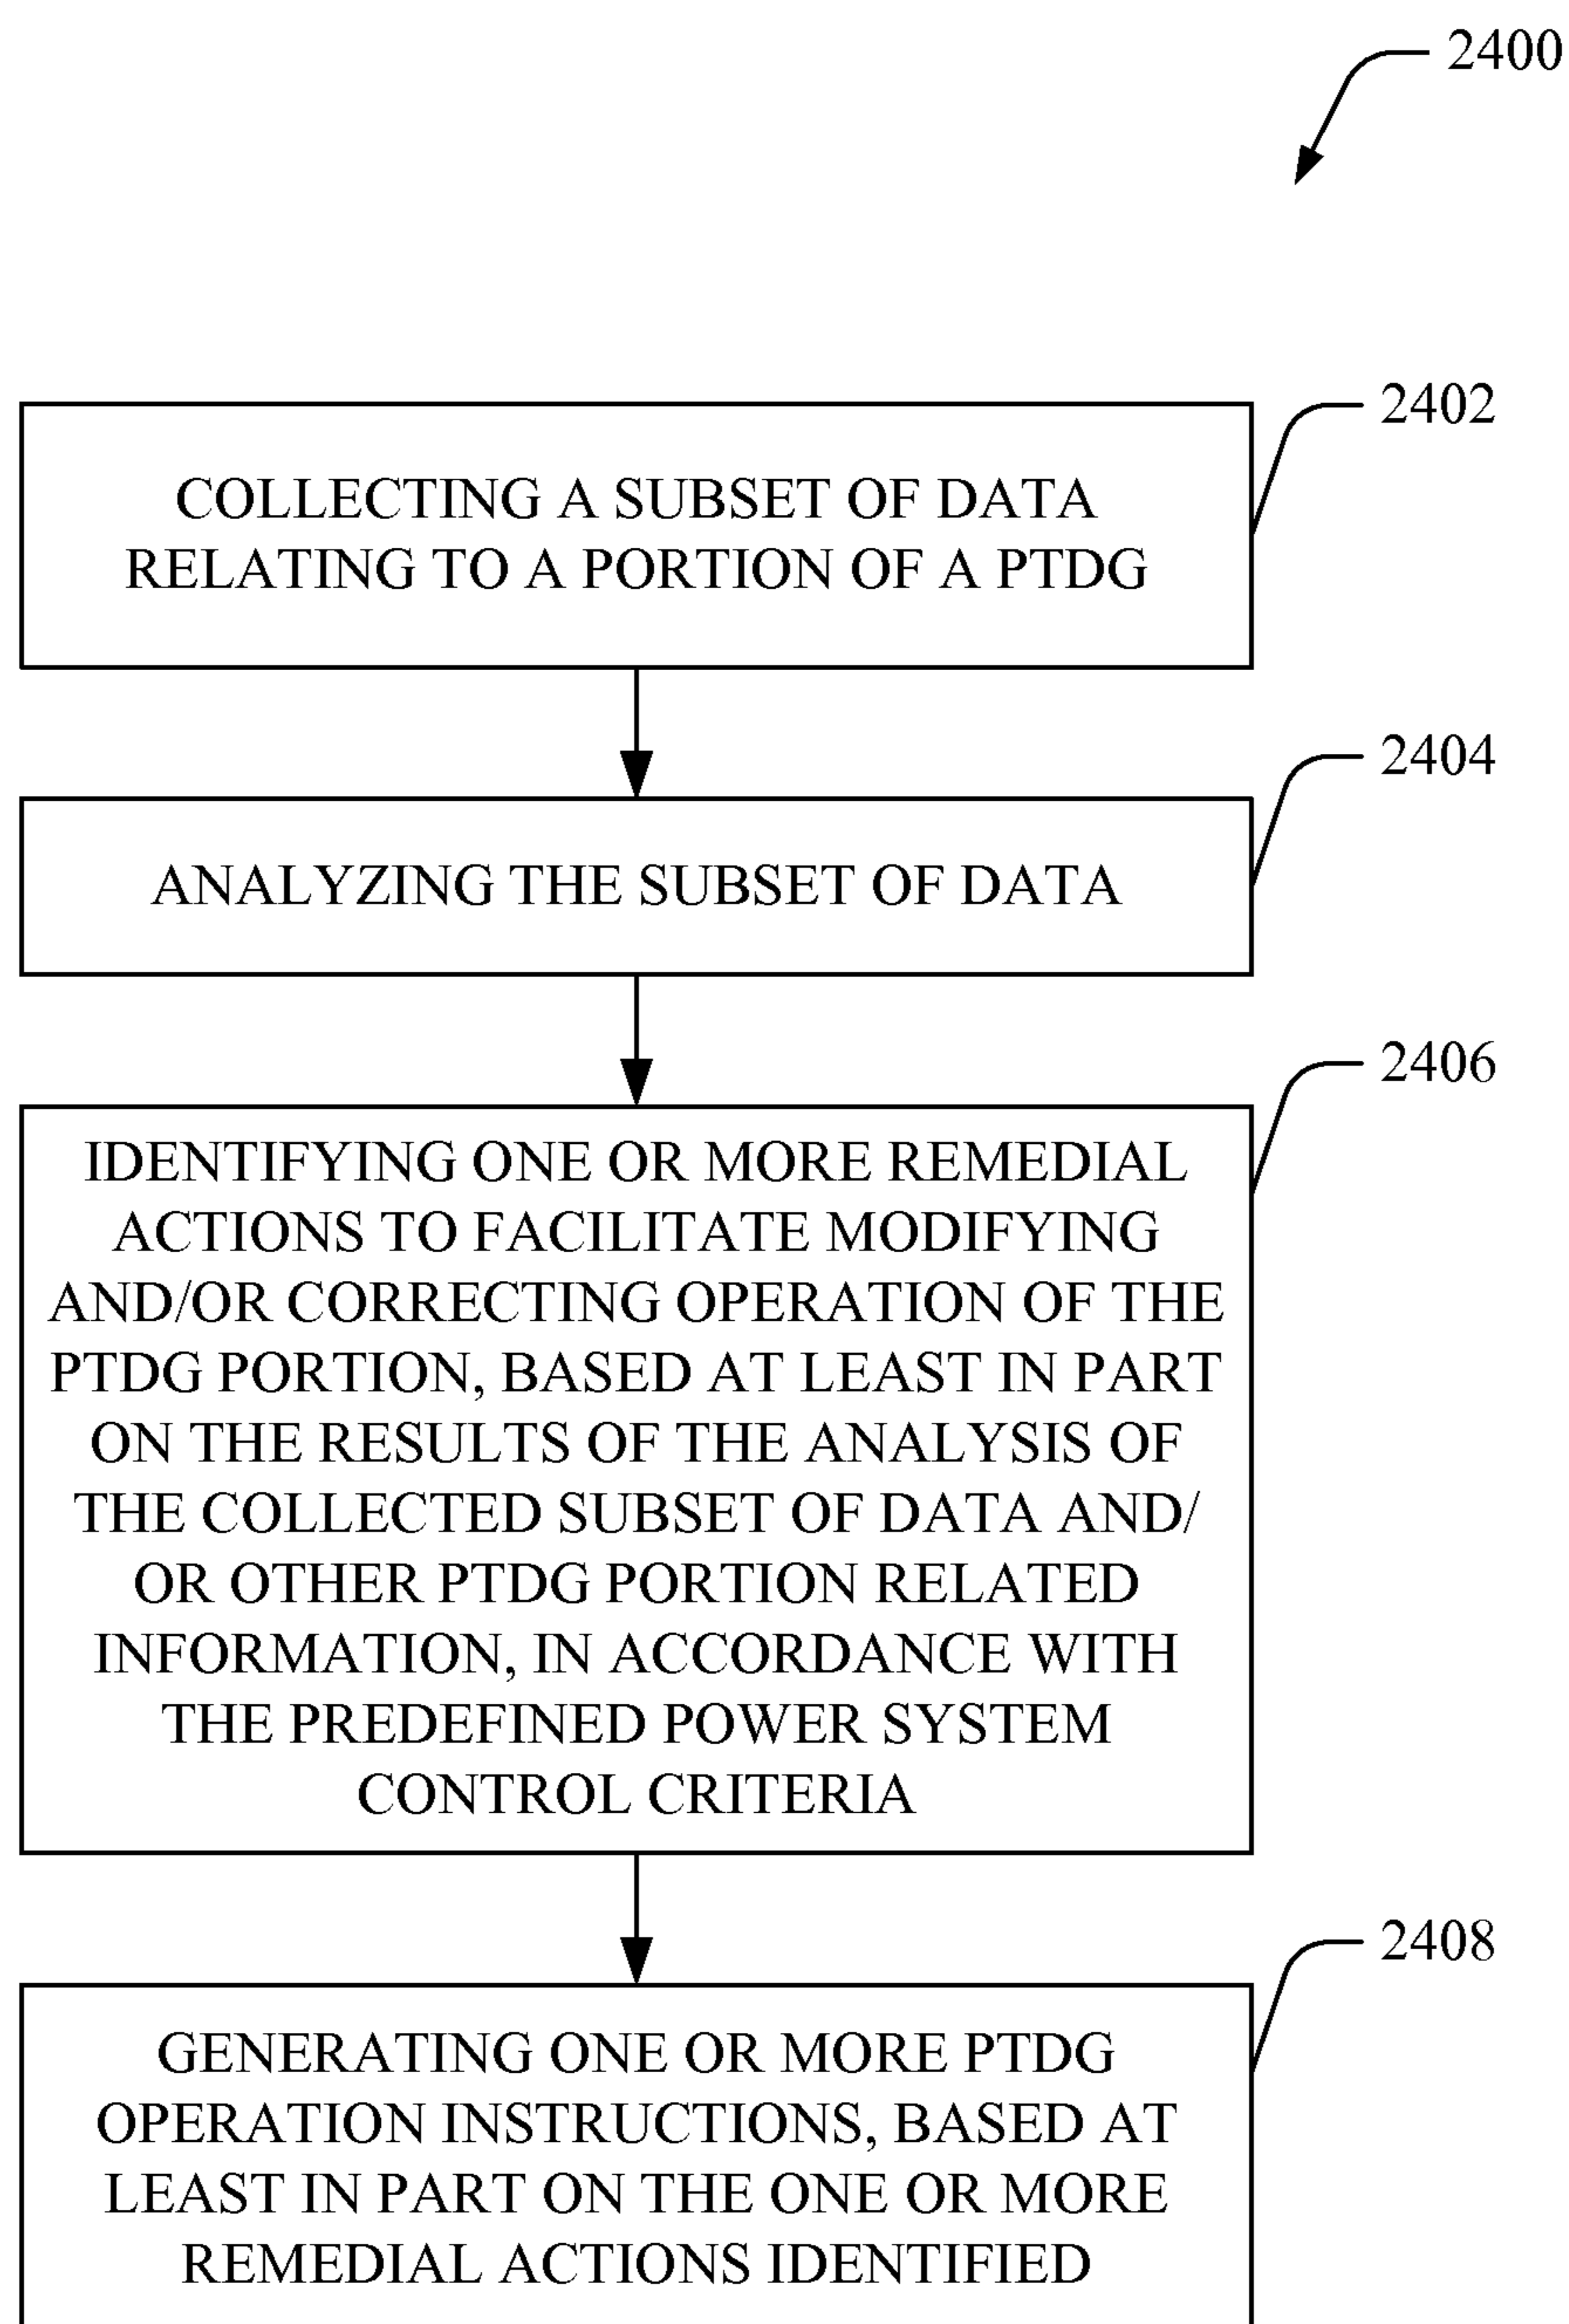 2400
2402
COLLECTING A SUBSET OF DATA
RELATING TO A PORTION OF A PTDG
2404
ANALYZING THE SUBSET OF DATA
2406
IDENTIFYING ONE OR MORE REMEDIAL
ACTIONS TO FACILITATE MODIFYING
AND/OR CORRECTING OPERATION OF THE
PTDG PORTION, BASED AT LEAST IN PART
ON THE RESULTS OF THE ANALYSIS OF
THE COLLECTED SUBSET OF DATA AND/
OR OTHER PTDG PORTION RELATED
INFORMATION, IN ACCORDANCE WITH
THE PREDEFINED POWER SYSTEM
CONTROL CRITERIA
2408
GENERATING ONE OR MORE PTDG
OPERATION INSTRUCTIONS, BASED AT
LEAST IN PART ON THE ONE OR MORE
REMEDIAL ACTIONS IDENTIFIED